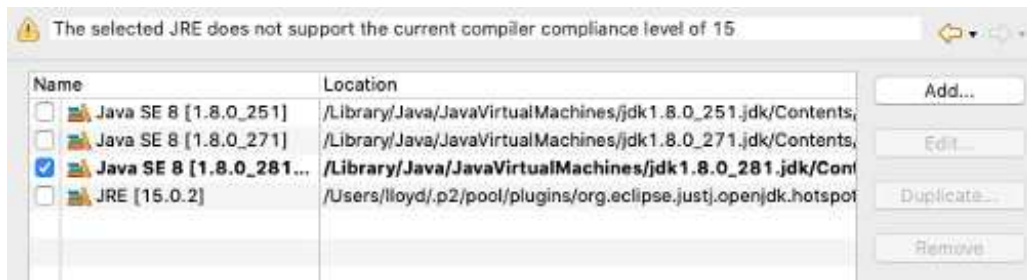 The selected JRE does not support the current compiler compliance level of 15
Name Location
Java SE 8 [1.8.0_251] /Library/Java/JavaVirtualMachines/jdk1.8.0_251.jdk/Contents/
Java SE 8 [1.8.0_271] /Library/Java/JavaVirtualMachines/jdk1.8.0_271.jdk/Contents/
Java SE 8 [1.8.0_281... /Library/Java/JavaVirtualMachines/jdk1.8.0_281.jdk/Cont
JRE [15.0.2] /Users/lloyd/.p2/pool/plugins/org.eclipse.justj.openjdk.hotspot
Add...
Edit...
Duplicate...
Remove